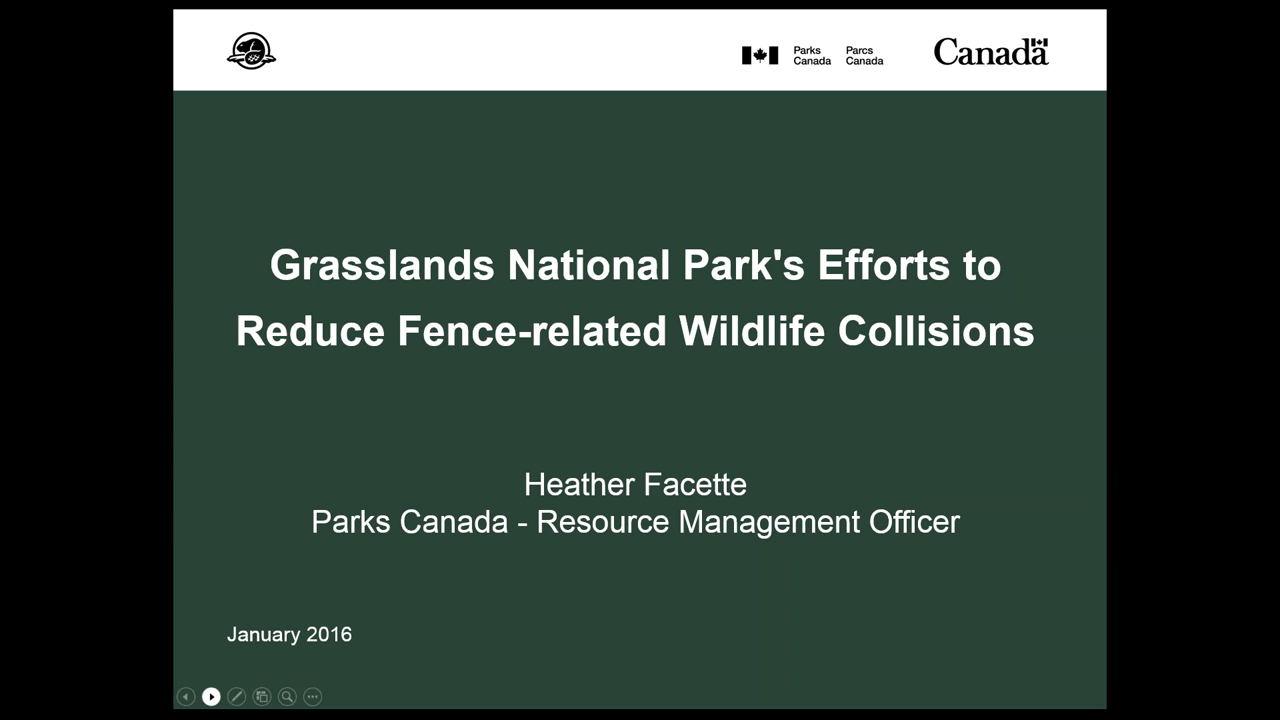 Parks Canada
Parcs Canada
Canada
Grasslands National Park's Efforts to
Reduce Fence-related Wildlife Collisions
Heather Facette
Parks Canada - Resource Management Officer
January 2016